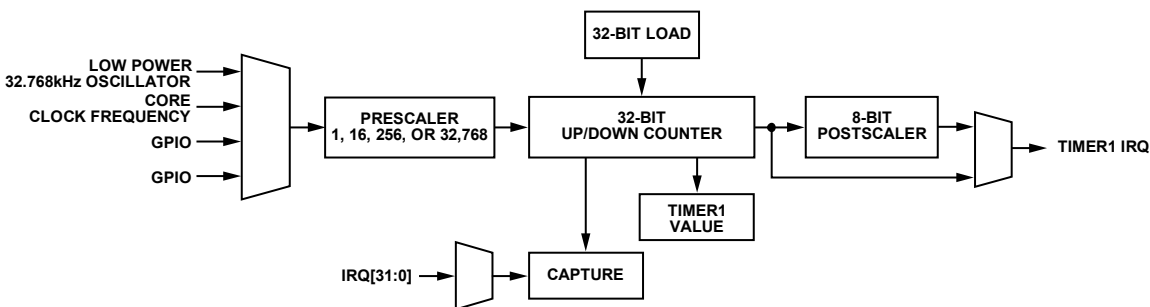 32-BIT LOAD
LOW POWER
32.768kHz OSCILLATOR
CORE
CLOCK FREQUENCY
GPIO
GPIO
PRESCALER
1, 16, 256, OR 32,768
32-BIT
UP/DOWN COUNTER
8-BIT
POSTSCALER
TIMER1 IRQ
TIMER1
VALUE
IRQ[31:0]
CAPTURE